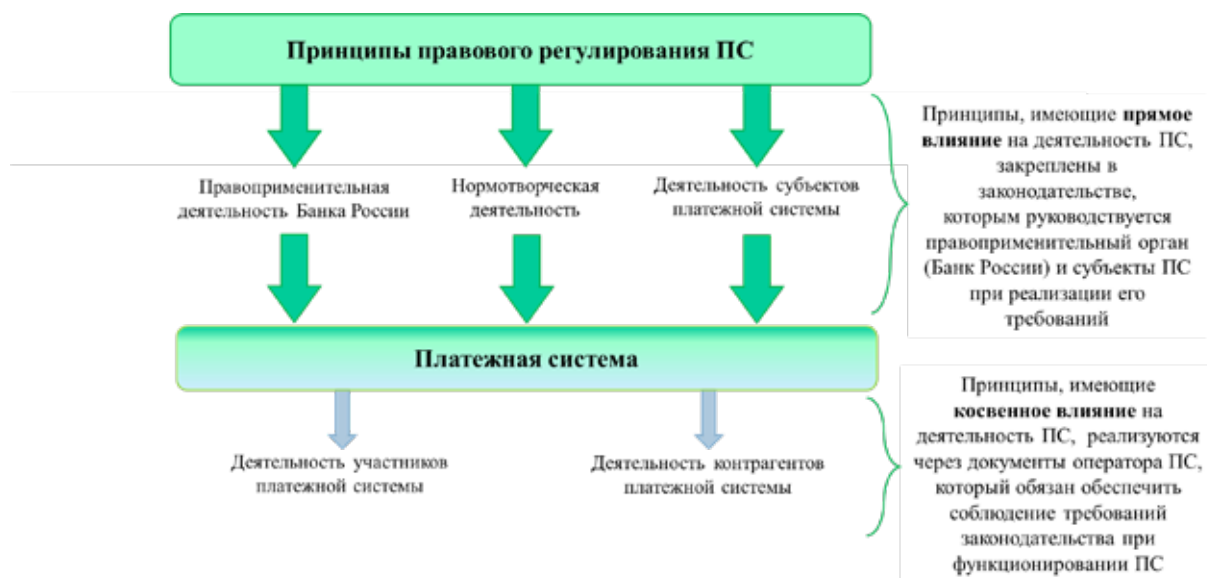 Принципы правового регулирования ПС
Правоприменительная
деятельность Банка России
Нормотворческая
деятельность
Деятельность субъектов
платежной системы
Принципы, имеющие прямое
влияние на деятельность ПС,
закреплены в
законодательстве,
которым руководствуется
правоприменительный орган
(Банк России) и субъекты ПС
при реализации его
требований
Платежная система
Деятельность участников
платежной системы
Деятельность контрагентов
платежной системы
Принципы, имеющие
косвенное влияние на
деятельность ПС, реализуются
через документы оператора ПС,
который обязан обеспечить
соблюдение требований
законодательства при
функционировании ПС